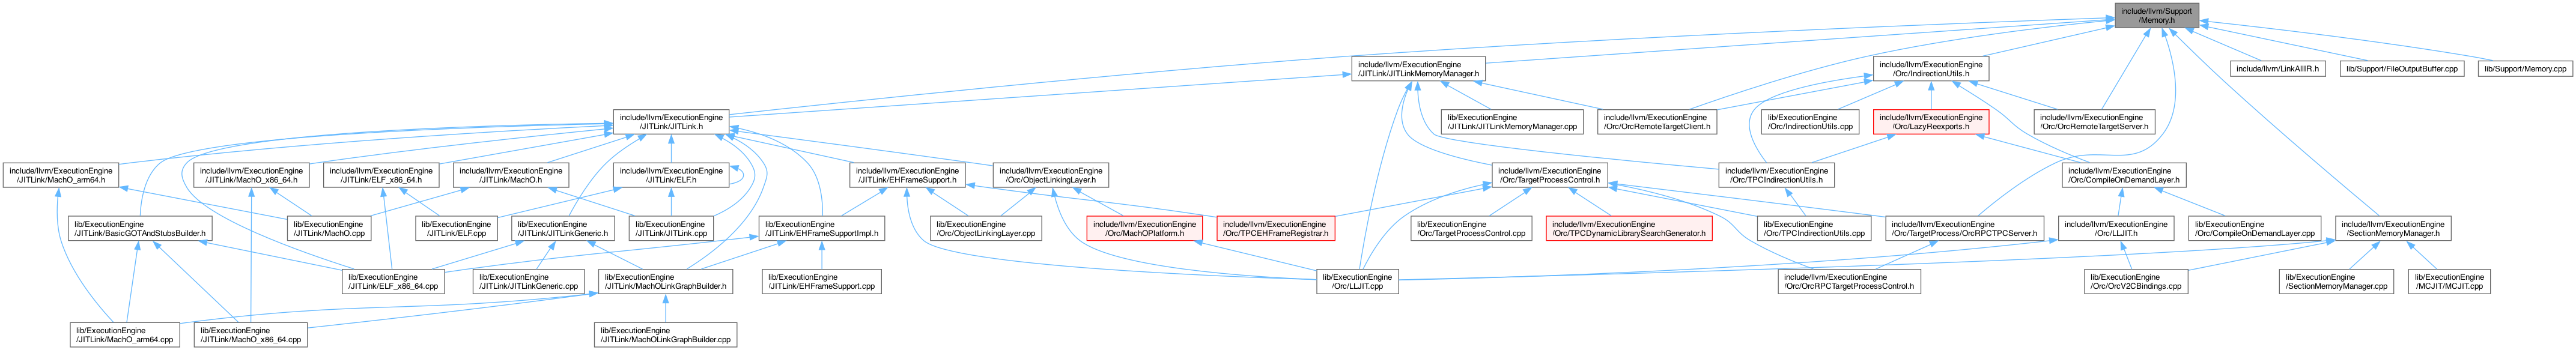 include/llvm/Support
/Memory.h
include/llvm/ExecutionEngine
/JITLink/JITLinkMemoryManager.h
include/llvm/ExecutionEngine
/Orc/IndirectionUtils.h
include/llvm/LinkAllIR.h
lib/Support/FileOutputBuffer.cpp
lib/Support/Memory.cpp
include/llvm/ExecutionEngine
/JITLink/JITLink.h
lib/ExecutionEngine
/JITLink/JITLinkMemoryManager.cpp
include/llvm/ExecutionEngine
/Orc/OrcRemoteTargetClient.h
lib/ExecutionEngine
/Orc/IndirectionUtils.cpp
include/llvm/ExecutionEngine
/Orc/LazyReexports.h
include/llvm/ExecutionEngine
/Orc/OrcRemoteTargetServer.h
include/llvm/ExecutionEngine
/JITLink/MachO_arm64.h
include/llvm/ExecutionEngine
/JITLink/MachO_x86_64.h
include/llvm/ExecutionEngine
/JITLink/ELF_x86_64.h
include/llvm/ExecutionEngine
/JITLink/MachO.h
include/llvm/ExecutionEngine
/JITLink/ELF.h
include/llvm/ExecutionEngine
/JITLink/EHFrameSupport.h
include/llvm/ExecutionEngine
/Orc/ObjectLinkingLayer.h
include/llvm/ExecutionEngine
/Orc/TargetProcessControl.h
include/llvm/ExecutionEngine
/Orc/TPCIndirectionUtils.h
include/llvm/ExecutionEngine
/Orc/CompileOnDemandLayer.h
lib/ExecutionEngine
/JITLink/BasicGOTAndStubsBuilder.h
lib/ExecutionEngine
/JITLink/MachO.cpp
lib/ExecutionEngine
/JITLink/ELF.cpp
lib/ExecutionEngine
/JITLink/JITLinkGeneric.h
lib/ExecutionEngine
/JITLink/JITLink.cpp
lib/ExecutionEngine
/JITLink/EHFrameSupportImpl.h
lib/ExecutionEngine
/Orc/ObjectLinkingLayer.cpp
include/llvm/ExecutionEngine
/Orc/MachOPlatform.h
include/llvm/ExecutionEngine
/Orc/TPCEHFrameRegistrar.h
lib/ExecutionEngine
/Orc/TargetProcessControl.cpp
include/llvm/ExecutionEngine
/Orc/TPCDynamicLibrarySearchGenerator.h
lib/ExecutionEngine
/Orc/TPCIndirectionUtils.cpp
include/llvm/ExecutionEngine
/Orc/TargetProcess/OrcRPCTPCServer.h
include/llvm/ExecutionEngine
/Orc/LLJIT.h
lib/ExecutionEngine
/Orc/CompileOnDemandLayer.cpp
include/llvm/ExecutionEngine
/SectionMemoryManager.h
lib/ExecutionEngine
/JITLink/ELF_x86_64.cpp
lib/ExecutionEngine
/JITLink/JITLinkGeneric.cpp
lib/ExecutionEngine
/JITLink/MachOLinkGraphBuilder.h
lib/ExecutionEngine
/JITLink/EHFrameSupport.cpp
lib/ExecutionEngine
/Orc/LLJIT.cpp
include/llvm/ExecutionEngine
/Orc/OrcRPCTargetProcessControl.h
lib/ExecutionEngine
/Orc/OrcV2CBindings.cpp
lib/ExecutionEngine
/SectionMemoryManager.cpp
lib/ExecutionEngine
/MCJIT/MCJIT.cpp
lib/ExecutionEngine
/JITLink/MachO_arm64.cpp
lib/ExecutionEngine
/JITLink/MachO_x86_64.cpp
lib/ExecutionEngine
/JITLink/MachOLinkGraphBuilder.cpp